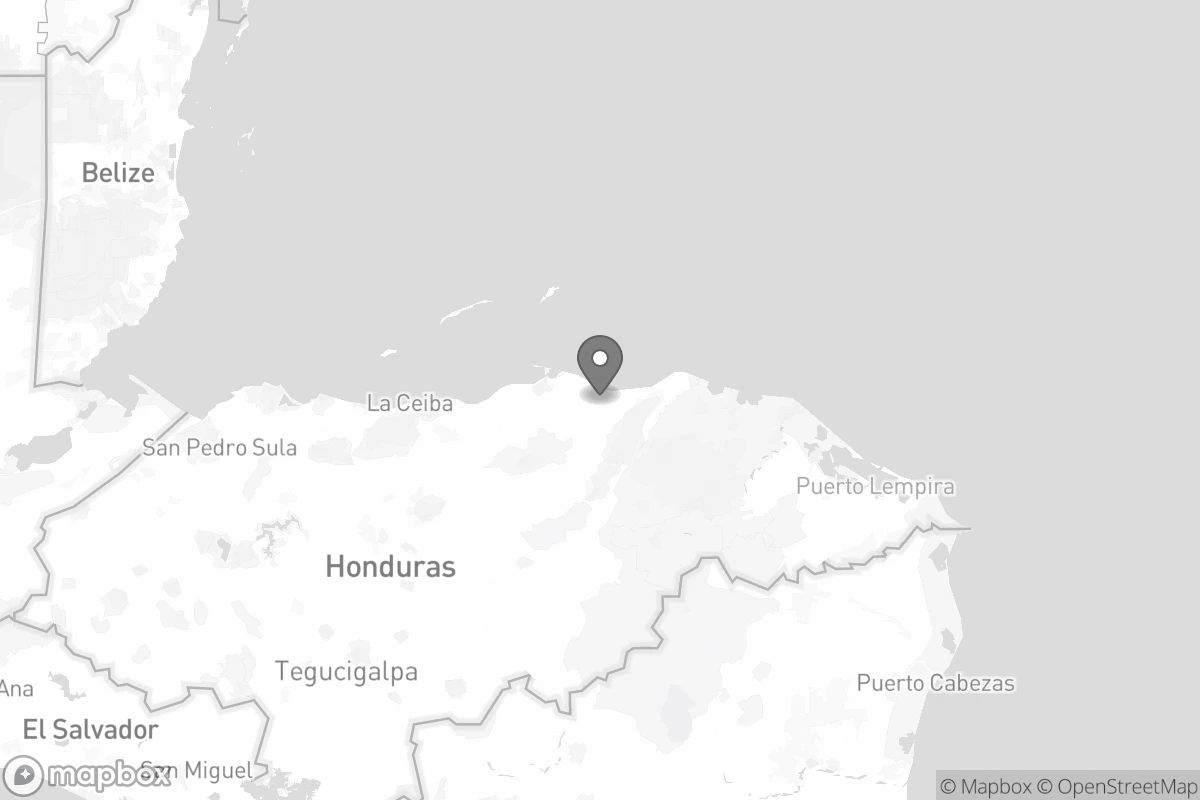 Belize
La Ceiba
San Pedro Sula
Puerto Lempira
Honduras
Tegucigalpa
Puerto Cabezas
Ana
El Salvador
San Miguel
mapbox
© Mapbox © OpenStreetMap